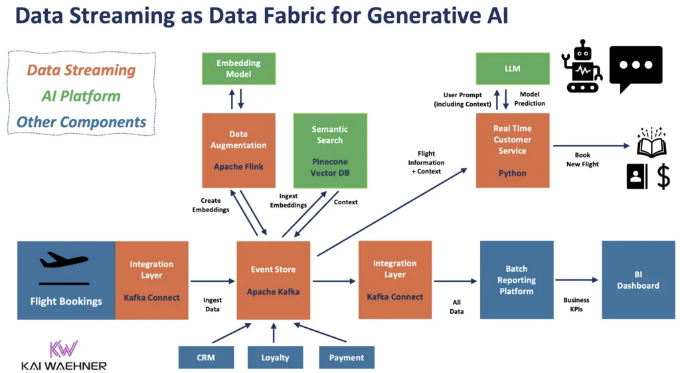 Data Streaming as Data Fabric for Generative AI
Data Streaming
AI Platform
Other Components
Embedding
Model
LLM
User Prompt
(including Context)
Model
Prediction
Data
Augmentation
Apache Flink
Semantic
Search
Pinecone
Vector DB
Real Time
Customer
Service
Python
Flight
Information
+ Context
Book
New Flight
Create
Embeddings
Ingest
Embeddings
Context
Flight Bookings
Integration
Layer
Kafka Connect
Ingest
Data
Event Store
Apache Kafka
Integration
Layer
Kafka Connect
All
Data
Batch
Reporting
Platform
Business
KPIs
BI
Dashboard
CRM
Loyalty
Payment
KW
KAI WAEHNER
$